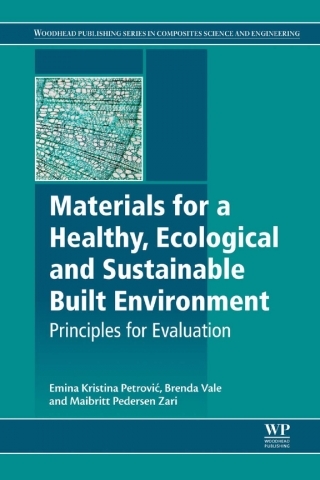 WOODHEAD PUBLISHING SERIES IN COMPOSITES SCIENCE AND ENGINEERING
Materials for a
Healthy, Ecological
and Sustainable
Built Environment
Principles for Evaluation
Emina Kristina Petrović, Brenda Vale
and Maibritt Pedersen Zari
WP
WOODHEAD
PUBLISHING